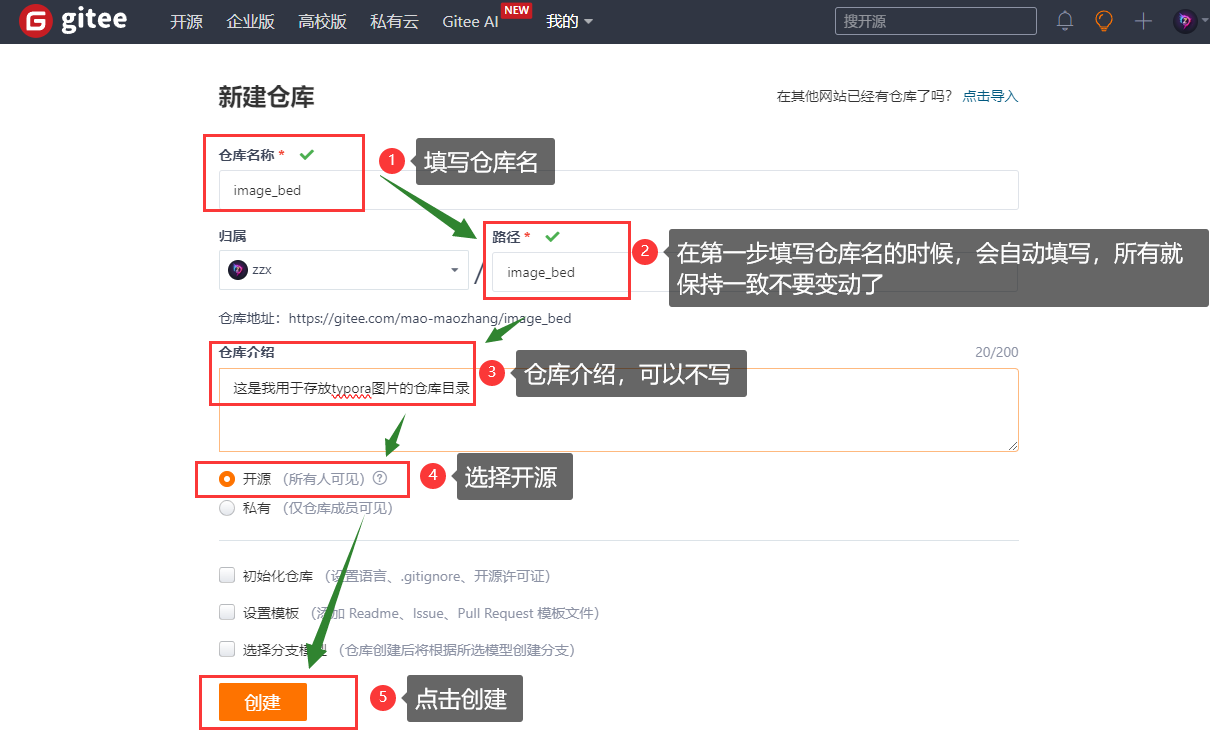 gitee 开源 企业版 高校版 私有云 Gitee AI NEW 我的 搜开源
新建仓库 在其他网站已经有仓库了吗? 点击导入
仓库名称 *
1 填写仓库名
image_bed
归属
路径 *
2 在第一步填写仓库名的时候，会自动填写，所有就
保持一致不要变动了
zzx / image_bed
仓库地址：https://gitee.com/mao-maozhang/image_bed
仓库介绍 20/200
3 仓库介绍，可以不写
这是我用于存放typora图片的仓库目录
开源 （所有人可见） ?
4 选择开源
私有 （仅仓库成员可见）
初始化仓库 （设置语言、.gitignore、开源许可证）
设置模板 （添加 Readme、Issue、Pull Request 模板文件）
选择分支模型 （仓库创建后将根据所选模型创建分支）
创建
5 点击创建